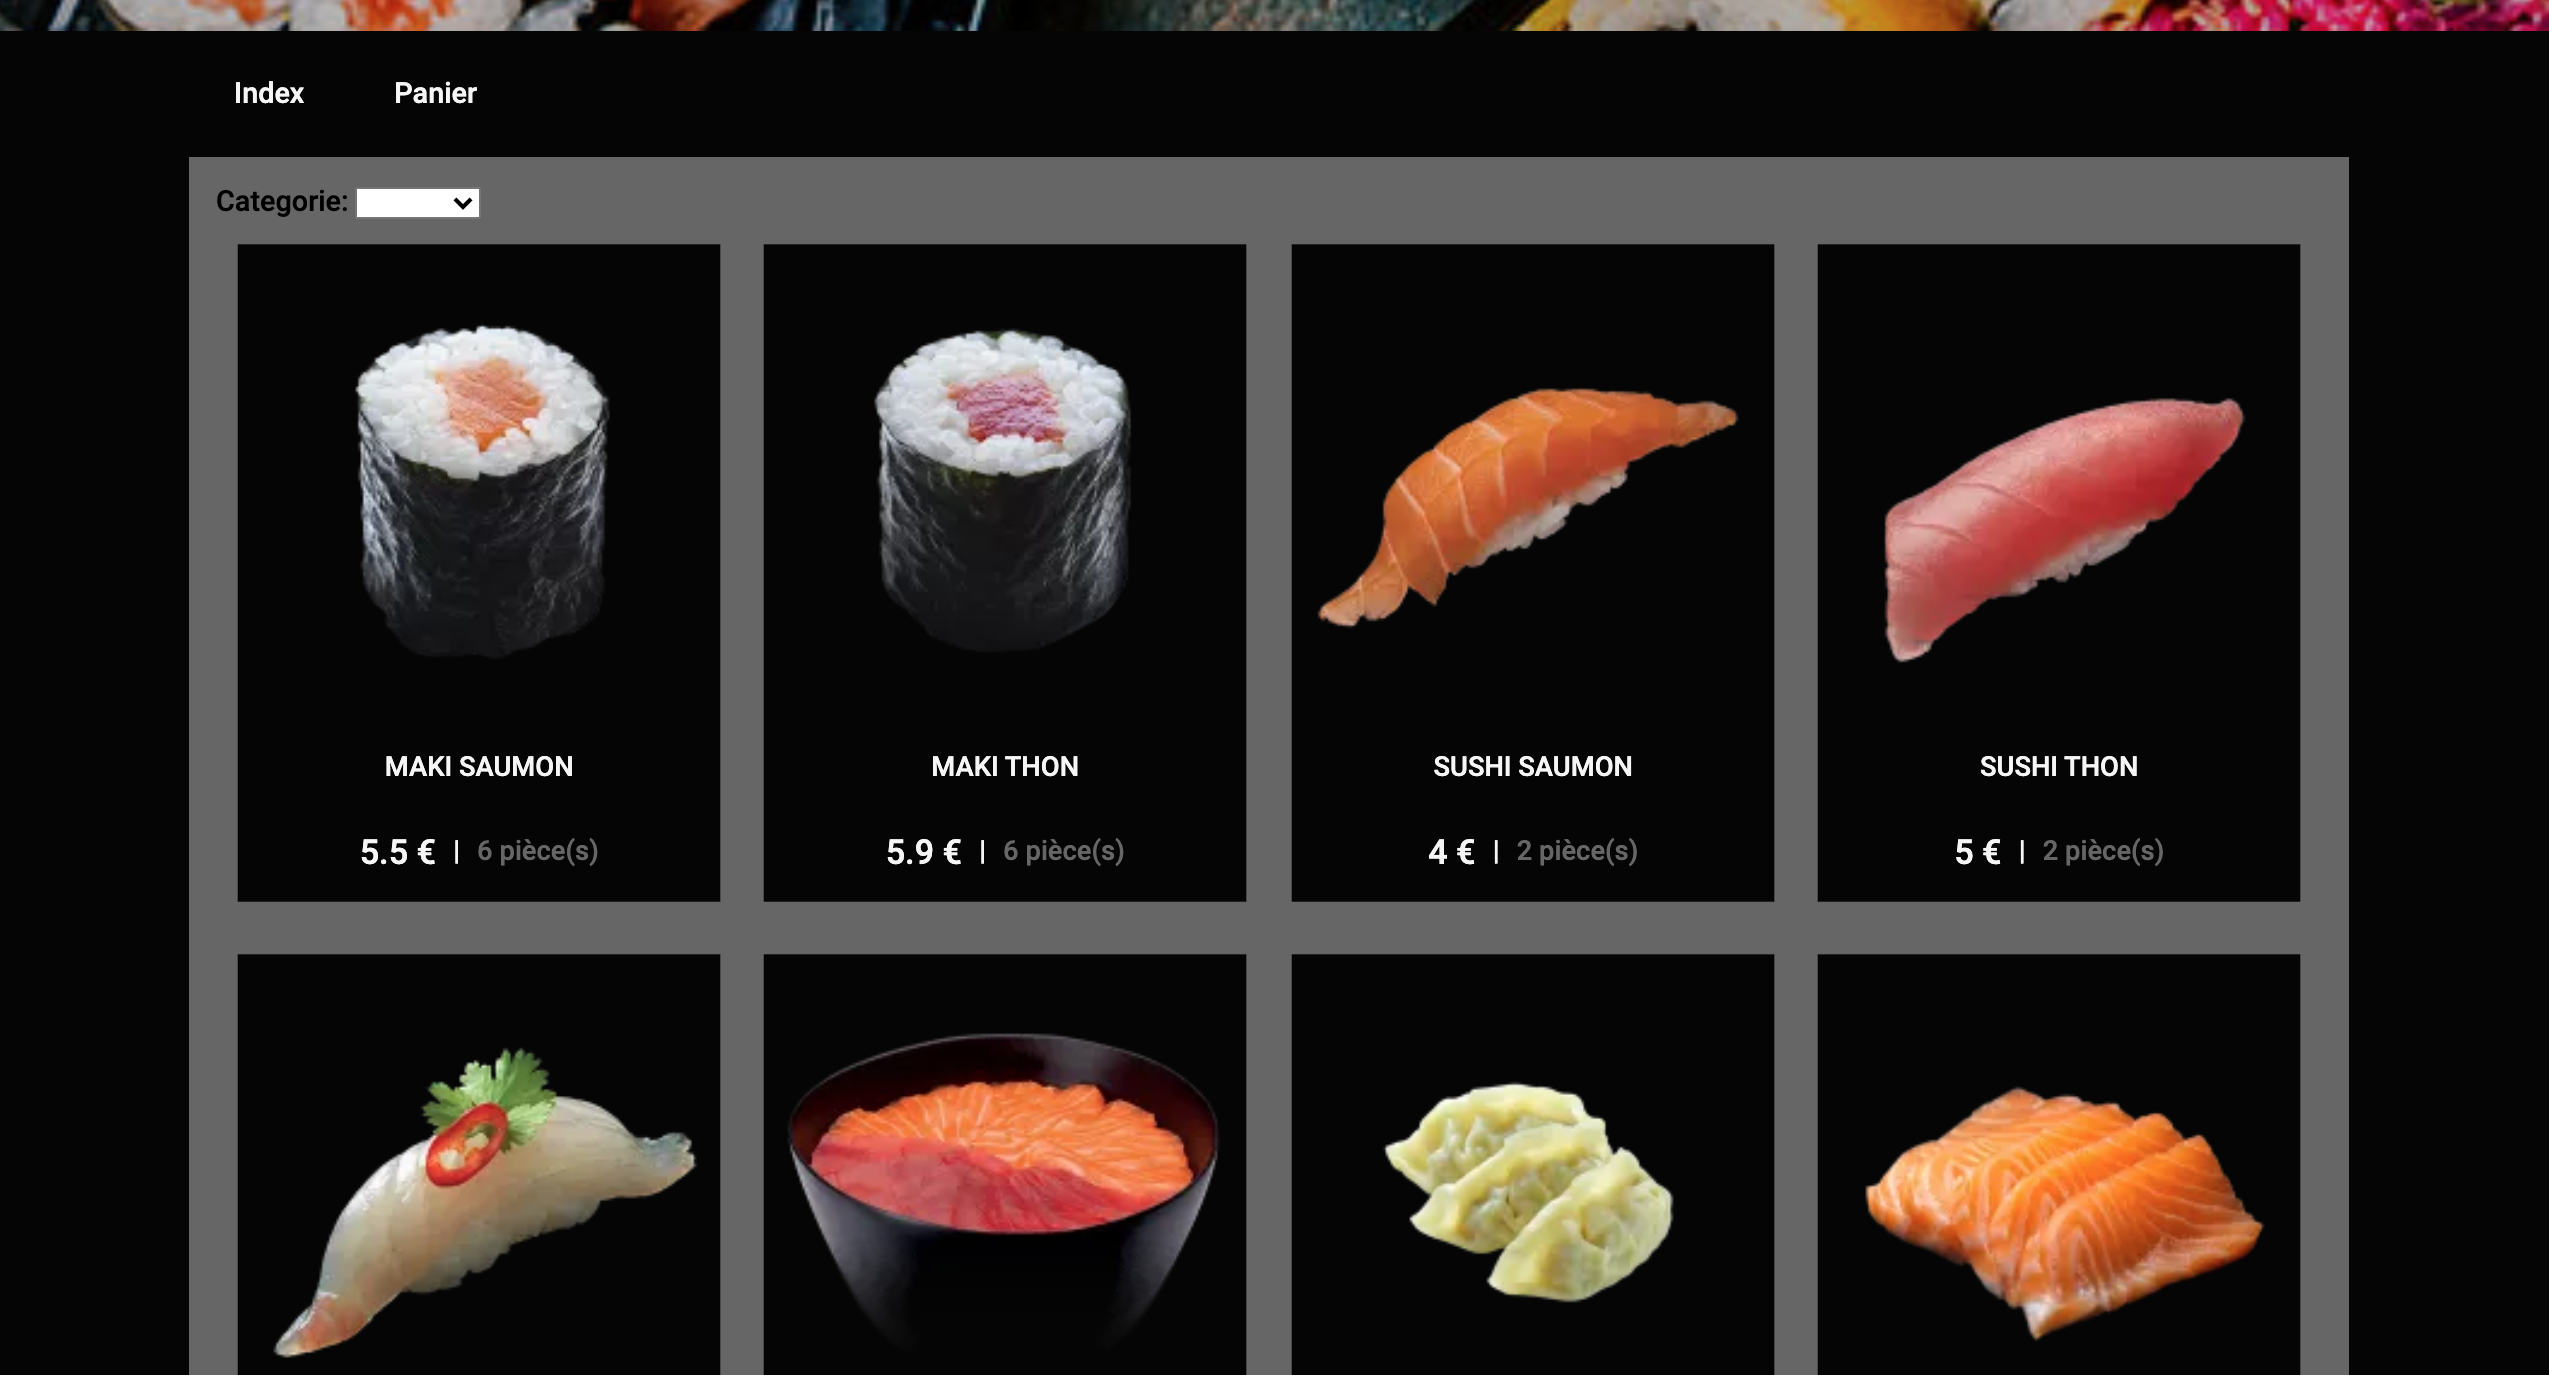 Index Panier
Categorie:
MAKI SAUMON
5.5 € | 6 pièce(s)
MAKI THON
5.9 € | 6 pièce(s)
SUSHI SAUMON
4 € | 2 pièce(s)
SUSHI THON
5 € | 2 pièce(s)